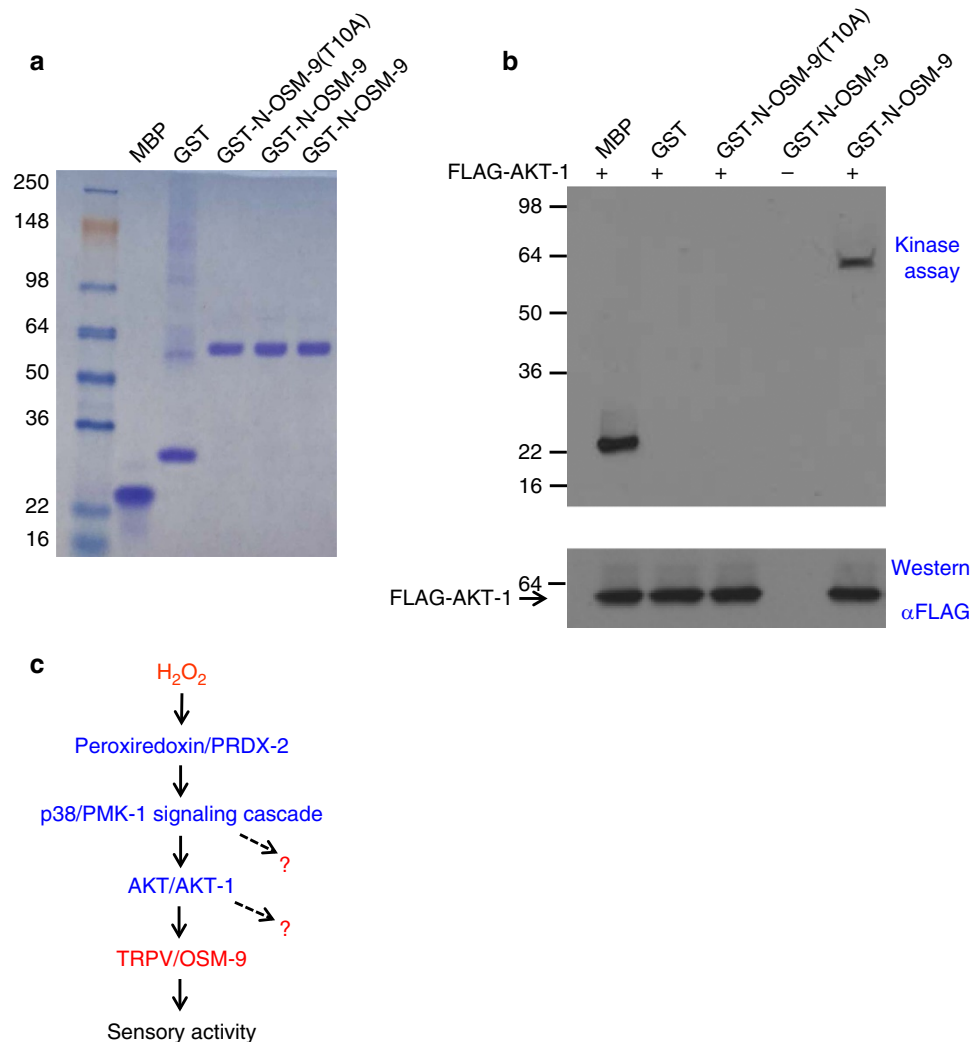 a
MBP
GST
GST-N-OSM-9(T10A)
GST-N-OSM-9
GST-N-OSM-9
250
148
98
64
50
36
22
16
b
MBP
GST
GST-N-OSM-9(T10A)
GST-N-OSM-9
GST-N-OSM-9
FLAG-AKT-1 + + + – +
98
64
50
36
22
16
Kinase
assay
64
FLAG-AKT-1
Western
αFLAG
c
H₂O₂
Peroxiredoxin/PRDX-2
p38/PMK-1 signaling cascade
?
AKT/AKT-1
?
TRPV/OSM-9
Sensory activity